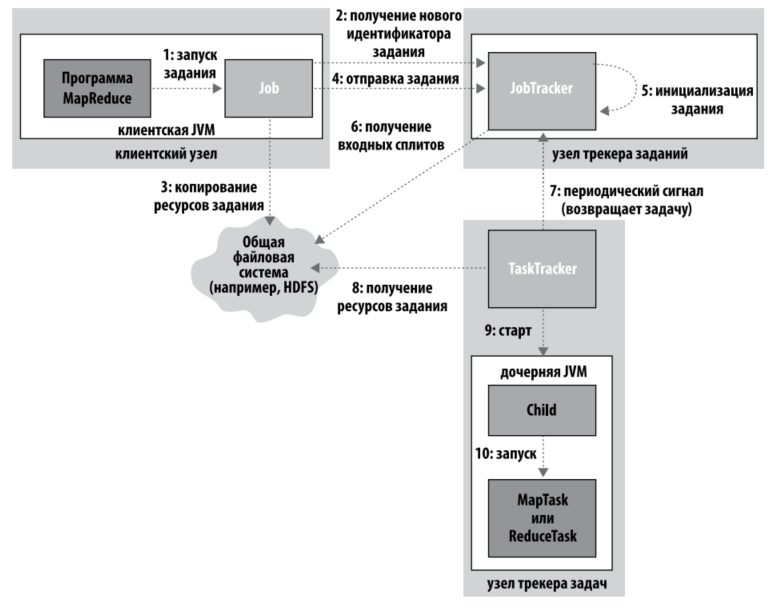 2: получение нового
идентификатора
задания
1: запуск
задания
Программа
MapReduce
Job
4: отправка задания
JobTracker
5: инициализация
задания
клиентская JVM
клиентский узел
6: получение
входных сплитов
узел трекера заданий
3: копирование
ресурсов задания
7: периодический сигнал
(возвращает задачу)
Общая
файловая
система
(например, HDFS)
TaskTracker
8: получение
ресурсов задания
9: старт
дочерняя JVM
Child
10: запуск
MapTask
или
ReduceTask
узел трекера задач